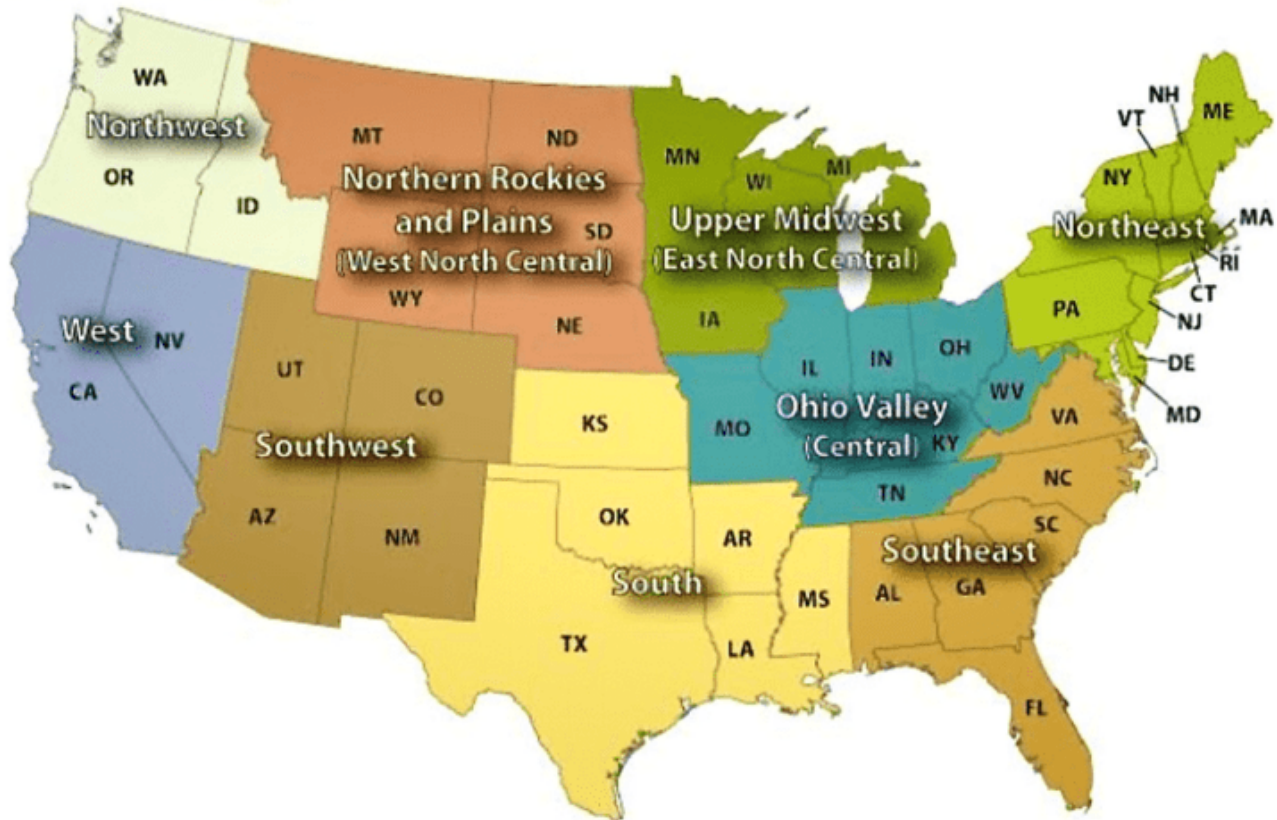 WA
Northwest
OR
ID
MT
ND
Northern Rockies
and Plains
(West North Central)
SD
WY
NE
MN
WI
MI
Upper Midwest
(East North Central)
IA
VT
NH
ME
NY
Northeast
MA
RI
CT
NJ
PA
DE
MD
West
NV
CA
UT
CO
Southwest
AZ
NM
KS
OK
AR
South
TX
LA
MS
IL
IN
OH
WV
Ohio Valley
(Central)
MO
KY
TN
VA
NC
SC
Southeast
AL
GA
FL